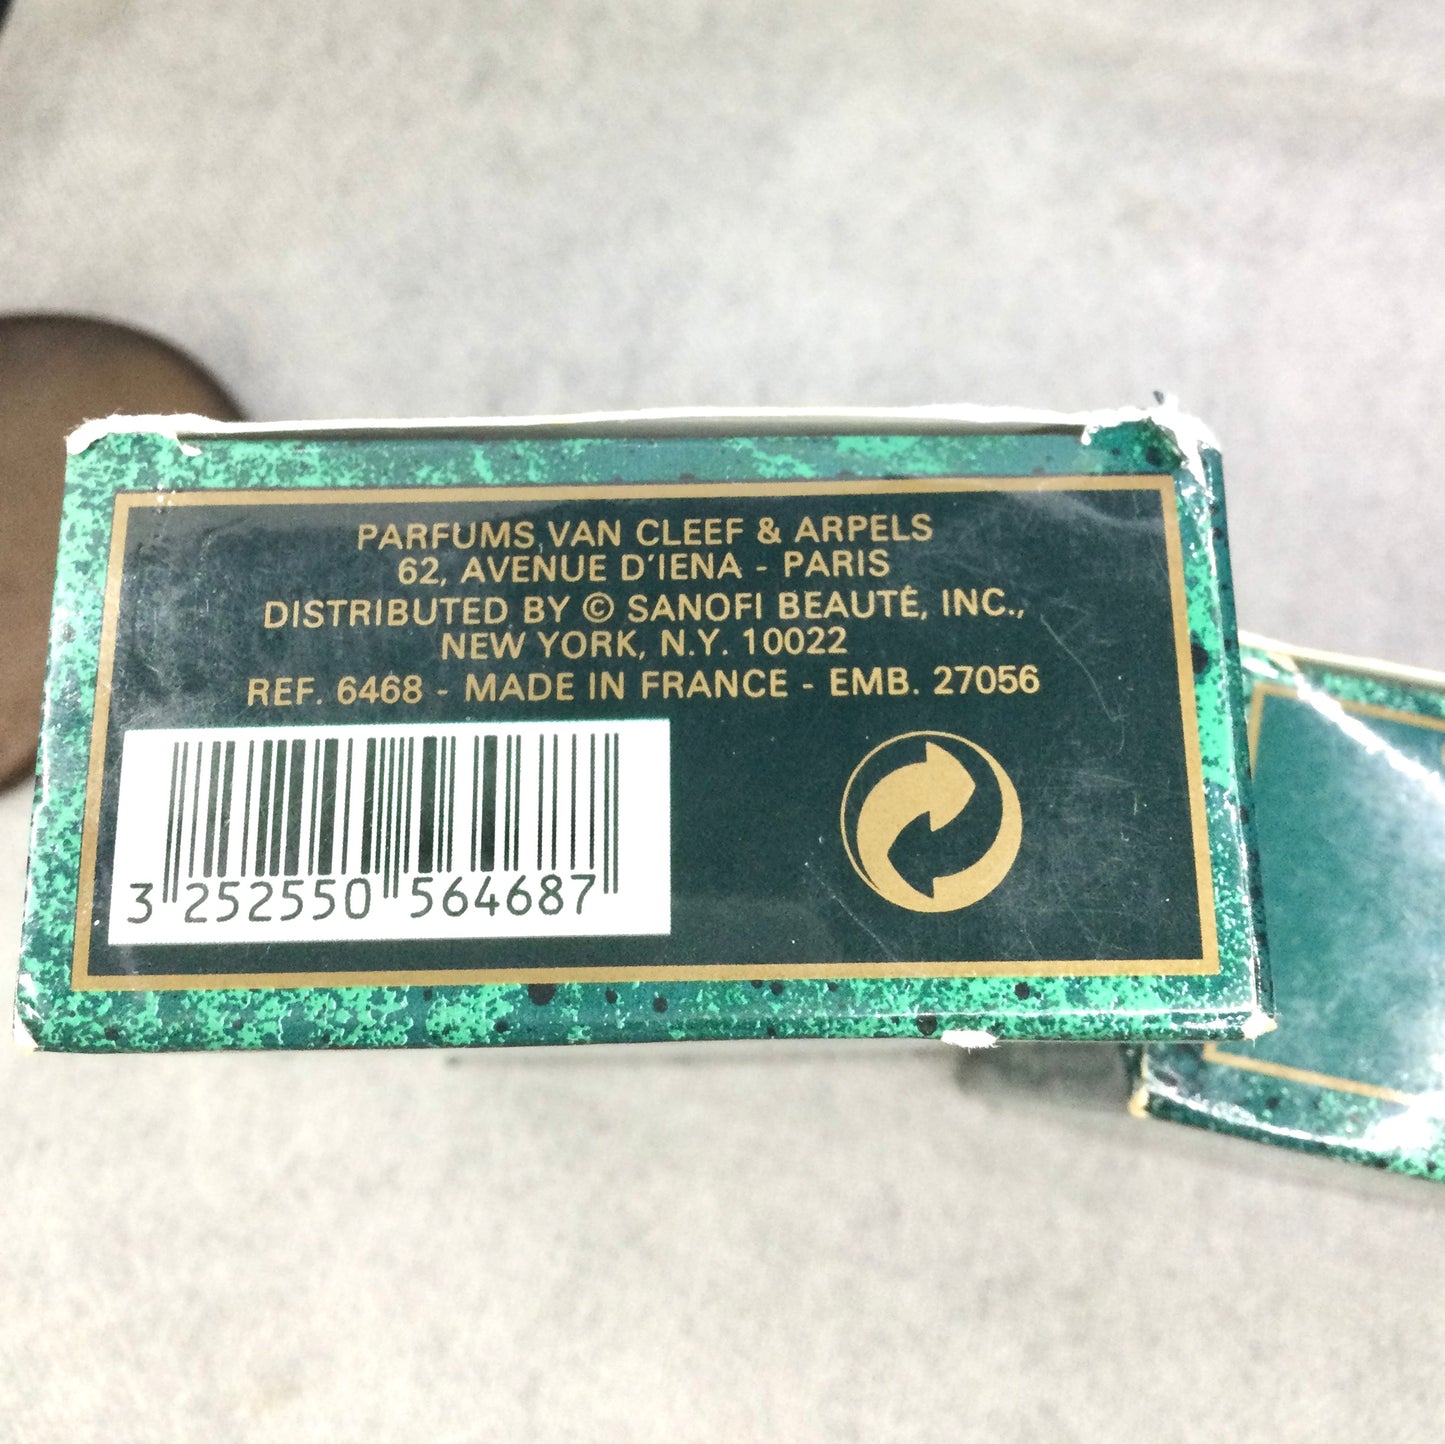 PARFUMS VAN CLEEF & ARPELS
62, AVENUE D'IENA - PARIS
DISTRIBUTED BY © SANOFI BEAUTÉ, INC.,
NEW YORK, N.Y. 10022
REF. 6468 - MADE IN FRANCE - EMB. 27056
3 252550 564687